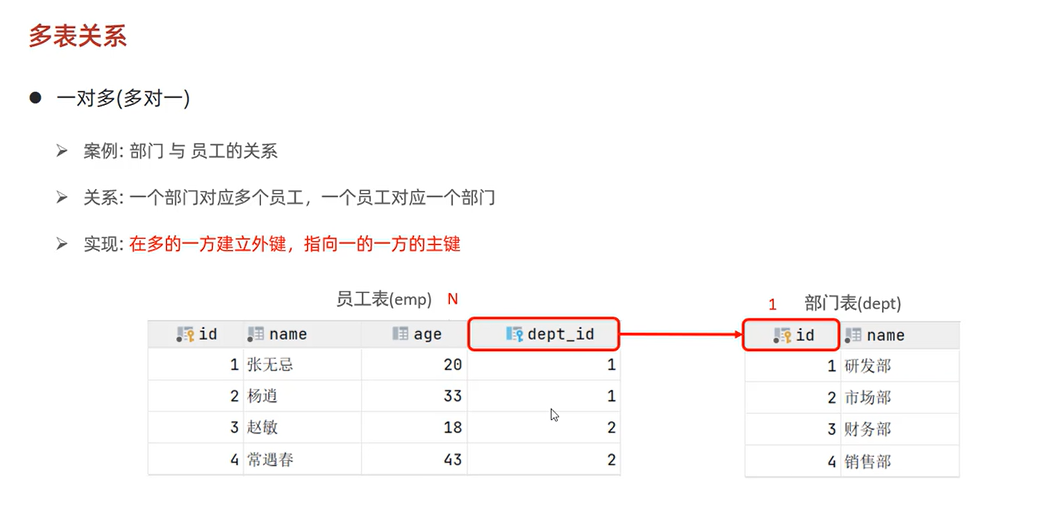 多表关系
一对多(多对一)
案例: 部门 与 员工的关系
关系: 一个部门对应多个员工，一个员工对应一个部门
实现: 在多的一方建立外键，指向一的一方的主键
员工表(emp) N
1 部门表(dept)
id name age dept_id
1 张无忌 20 1
2 杨逍 33 1
3 赵敏 18 2
4 常遇春 43 2
id name
1 研发部
2 市场部
3 财务部
4 销售部